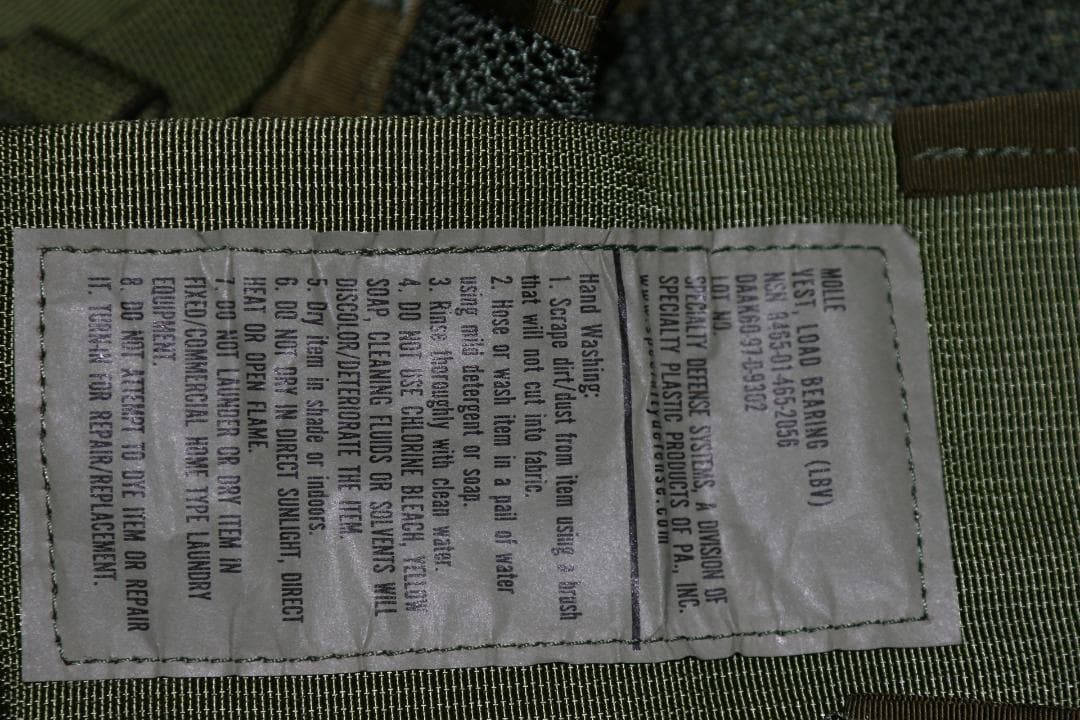 MOLLE
VEST, LOAD BEARING (LBV)
NSN 8465-01-465-2056
DAAK60-97-D-9302
LOT NO.
SPECIALTY DEFENSE SYSTEMS, A DIVISION OF
SPECIALTY PLASTIC PRODUCTS OF PA., INC.
www.specialtydefense.com
Hand Washing:
1. Scrape dirt/dust from item using a brush
that will not cut into fabric.
2. Hose or wash item in a pail of water
using mild detergent or soap.
3. Rinse thoroughly with clean water.
4. DO NOT USE CHLORINE BEACH, YELLOW
SOAP, CLEANING FLUIDS OR SOLVENTS WILL
DISCOLOR/DETERIORATE THE ITEM.
5. Dry item in shade or indoors.
6. DO NOT DRY IN DIRECT SUNLIGHT, DIRECT
HEAT OR OPEN FLAME.
7. DO NOT LAUNDER OR DRY ITEM IN
FIXED/COMMERCIAL HOME TYPE LAUNDRY
EQUIPMENT.
8. DO NOT ATTEMPT TO DYE ITEM OR REPAIR
IT. TURN-IN FOR REPAIR/REPLACEMENT.